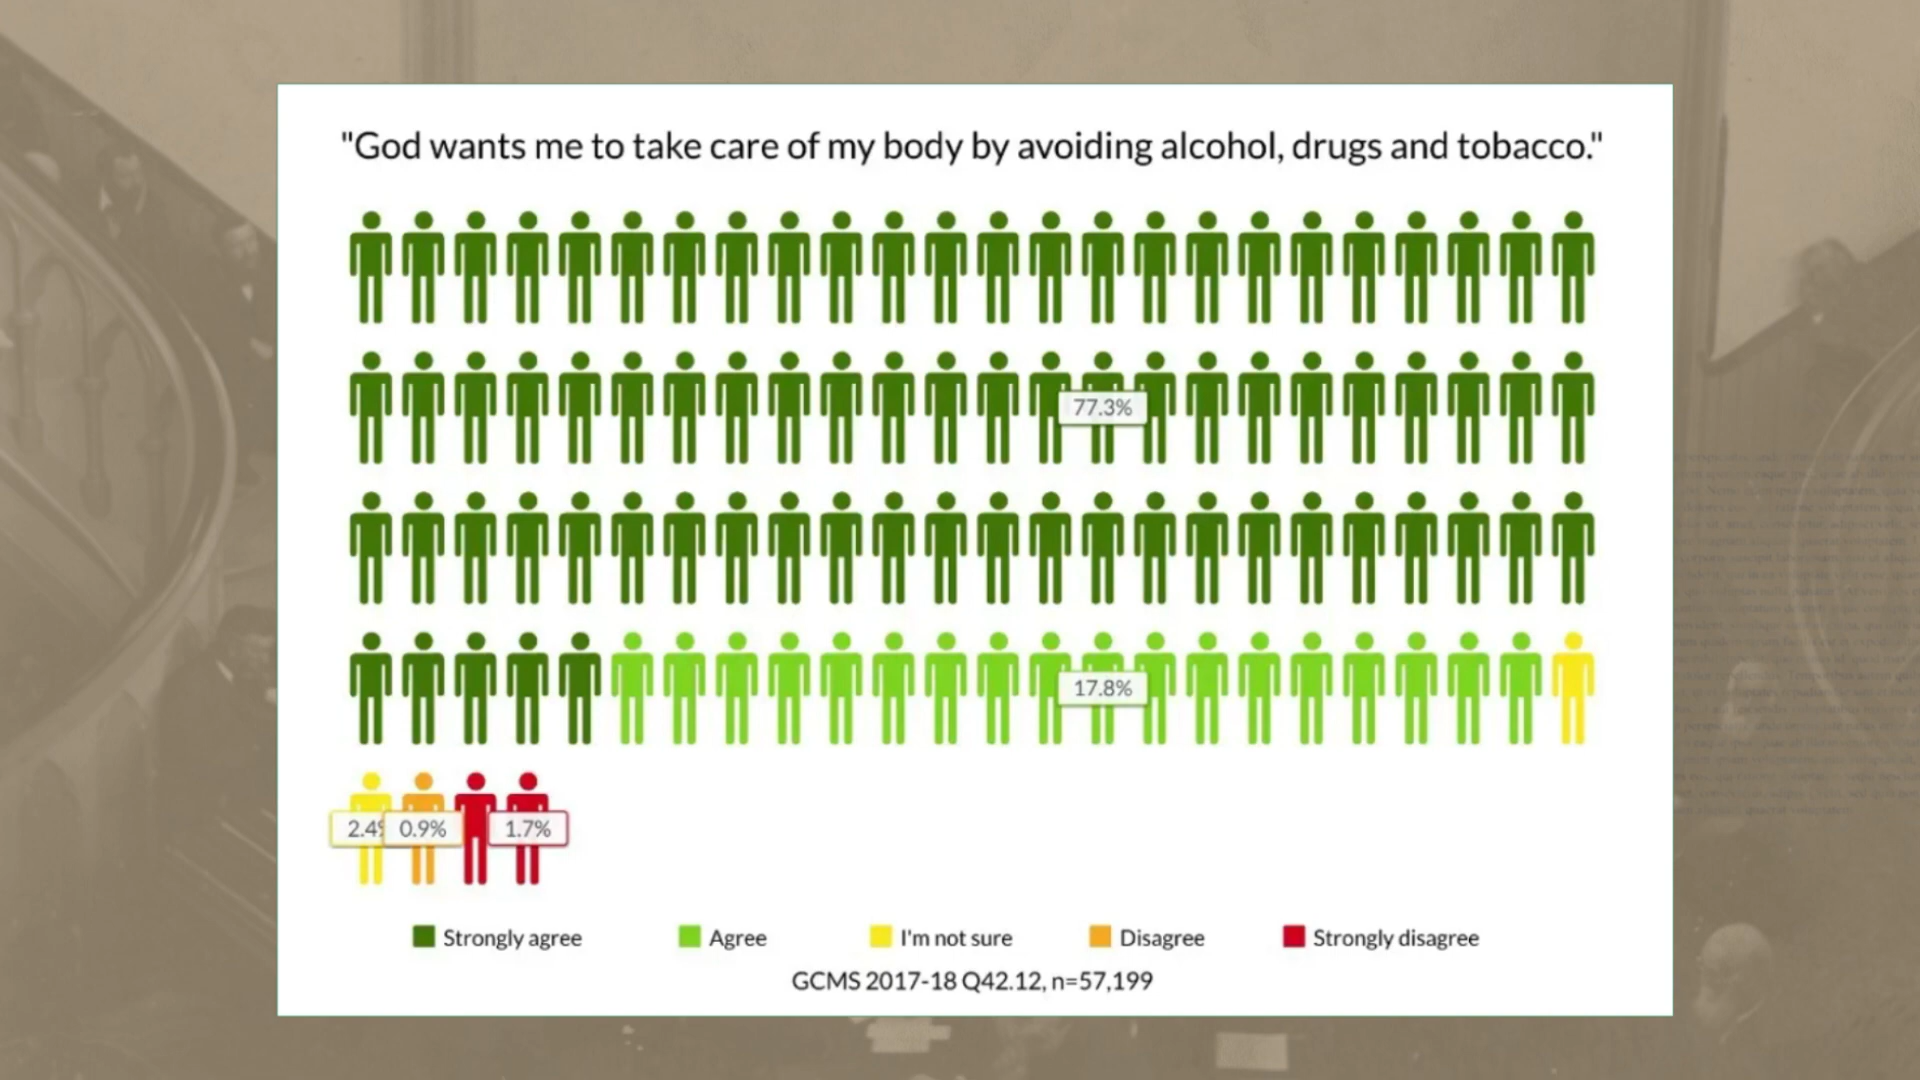 "God wants me to take care of my body by avoiding alcohol, drugs and tobacco."
77.3%
17.8%
2.4%
0.9%
1.7%
Strongly agree
Agree
I'm not sure
Disagree
Strongly disagree
GCMS 2017-18 Q42.12, n=57,199